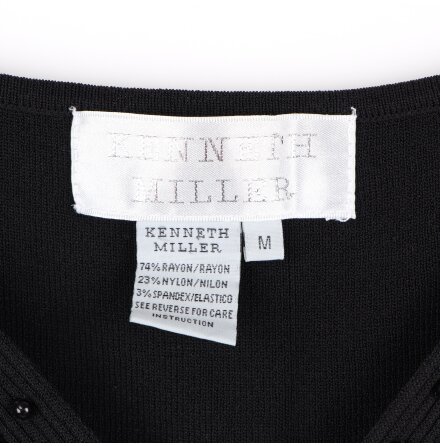 KENNETH
MILLER
KENNETH
MILLER
M
74% RAYON/RAYON
23% NYLON/NILON
3% SPANDEX/ELASTICO
SEE REVERSE FOR CARE
INSTRUCTION